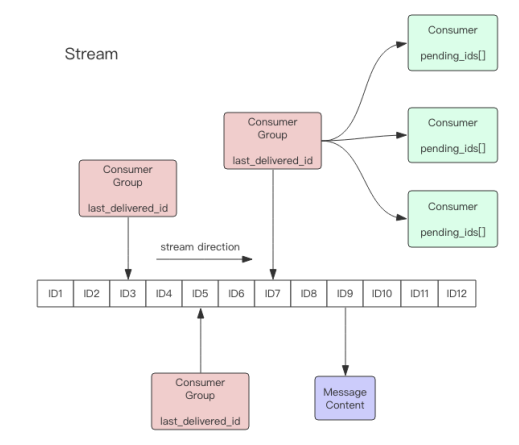 Stream
Consumer
pending_ids[]
Consumer
Group
last_delivered_id
Consumer
pending_ids[]
Consumer
Group
last_delivered_id
Consumer
pending_ids[]
stream direction
ID1 ID2 ID3 ID4 ID5 ID6 ID7 ID8 ID9 ID10 ID11 ID12
Consumer
Group
last_delivered_id
Message
Content